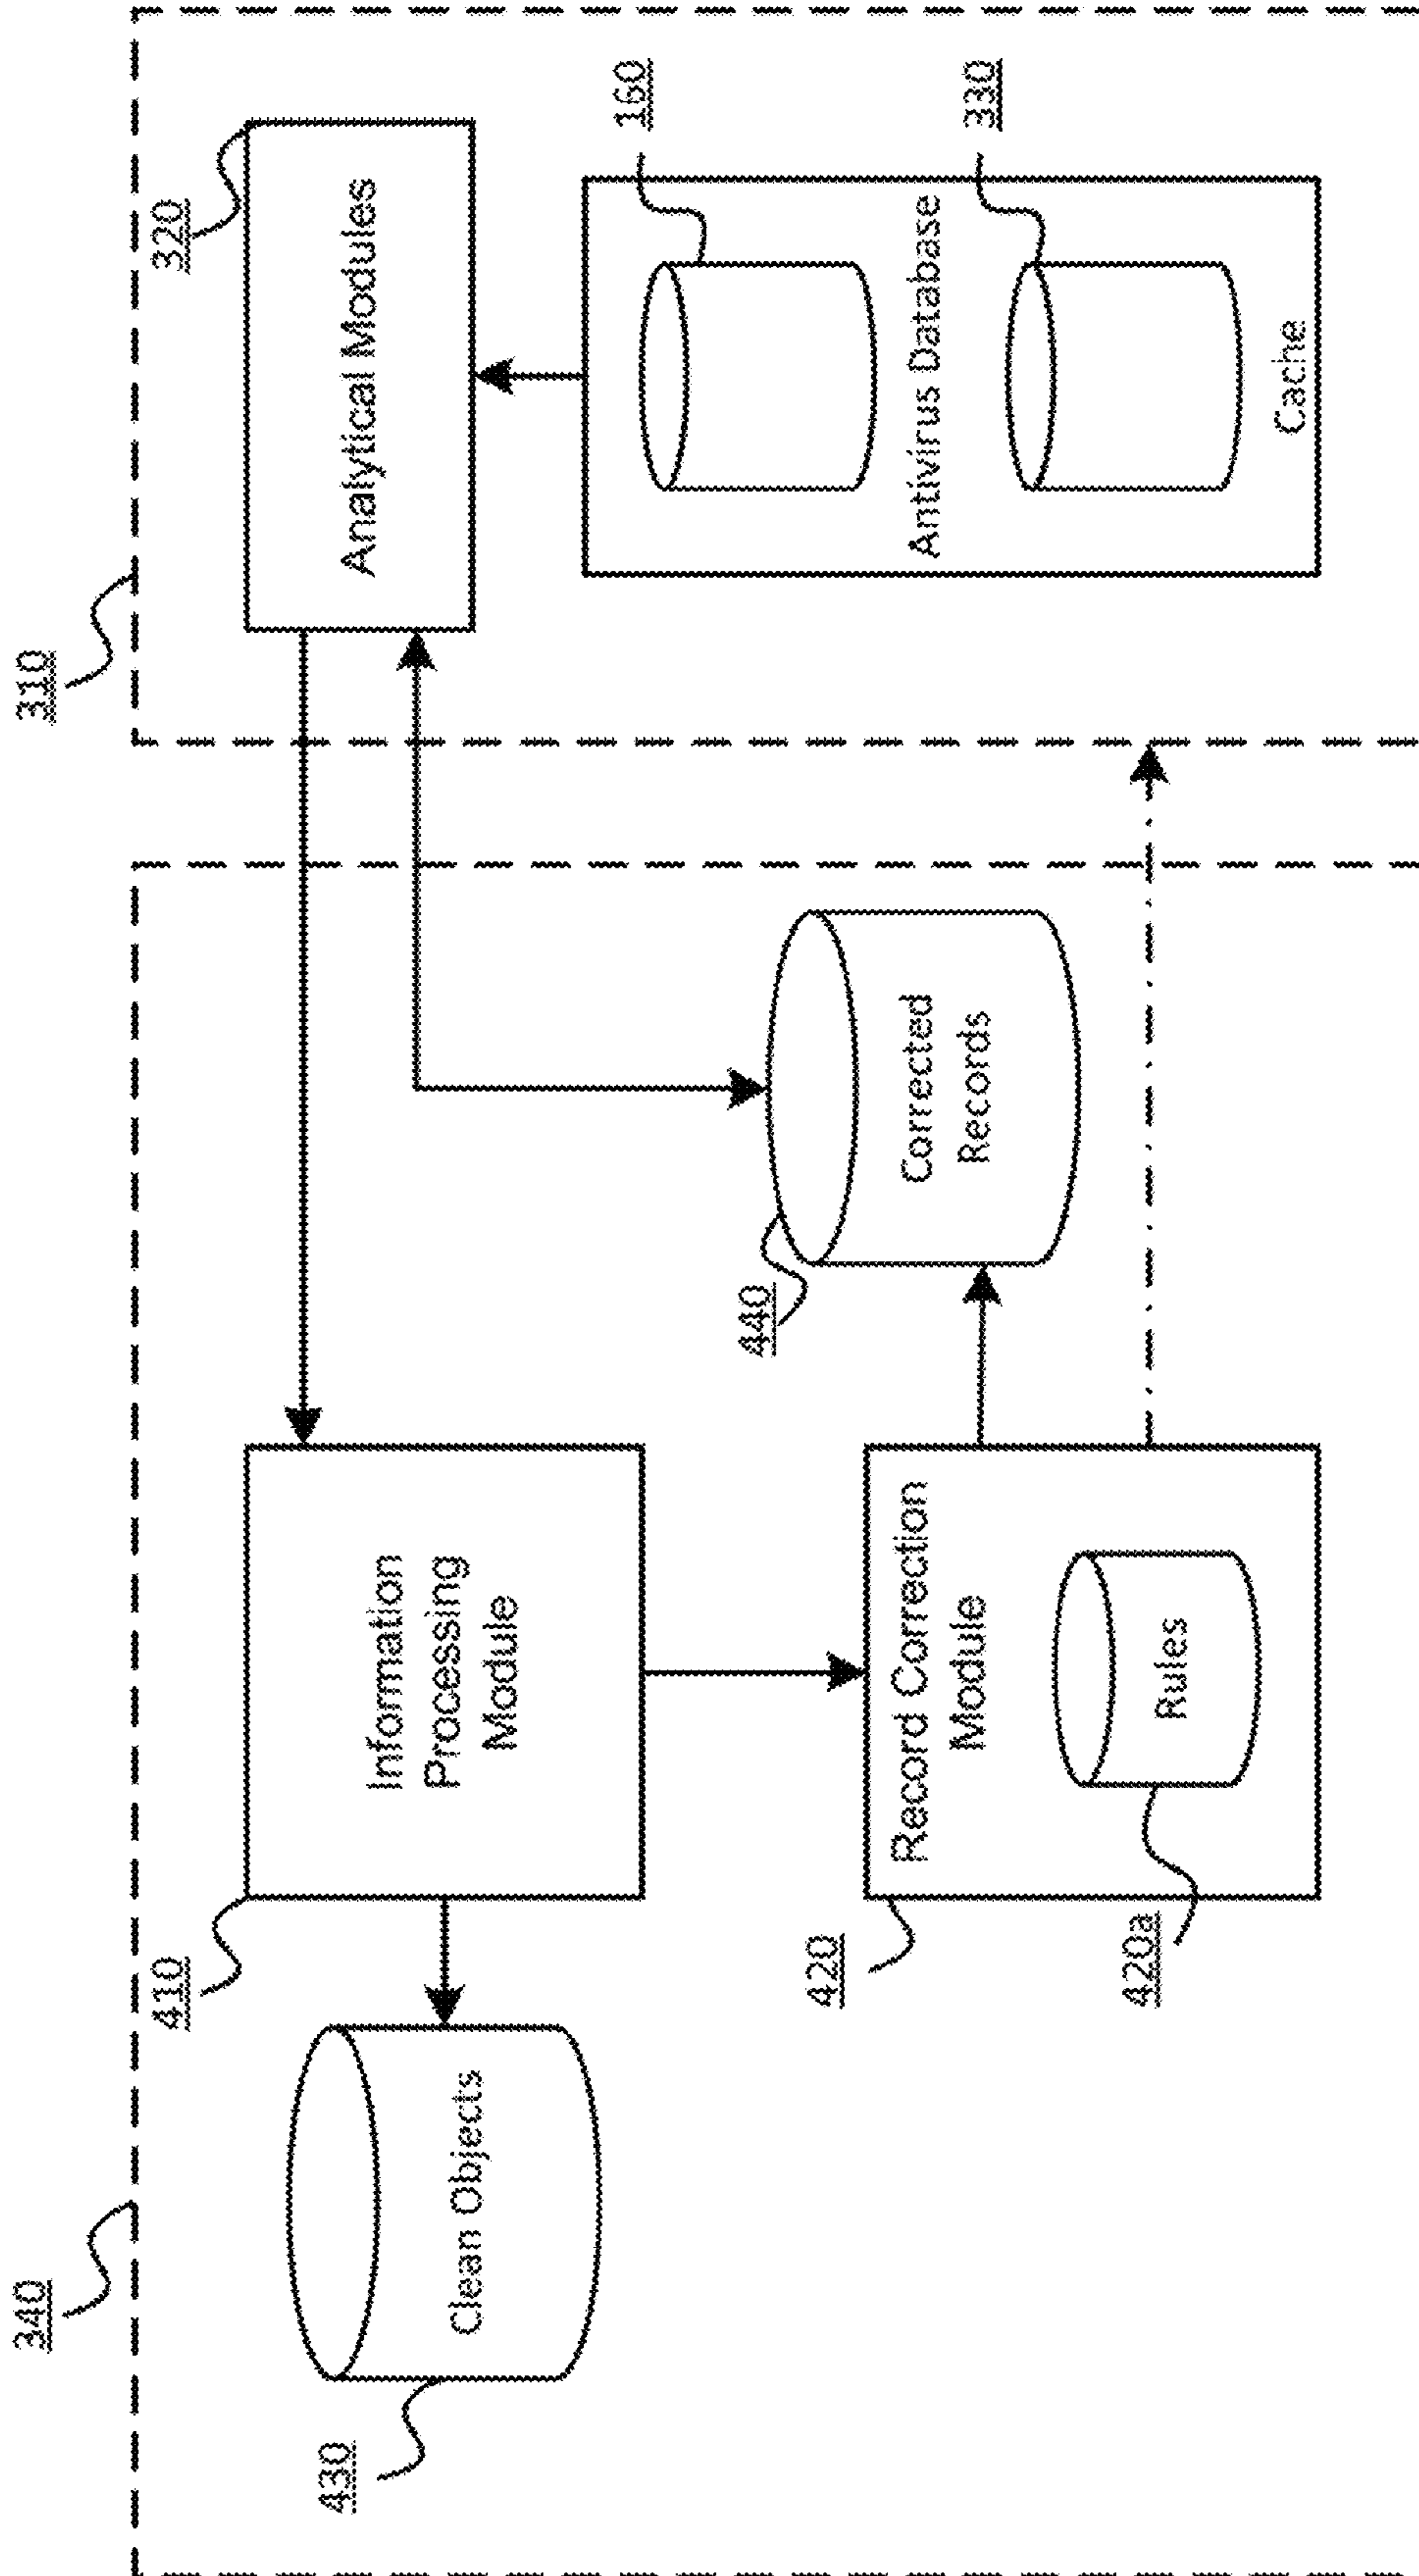 340
310
430
Clean Objects
410
Information
Processing
Module
320
Analytical Modules
440
Corrected
Records
160
Antivirus Database
330
Cache
420
Record Correction
Module
420a
Rules